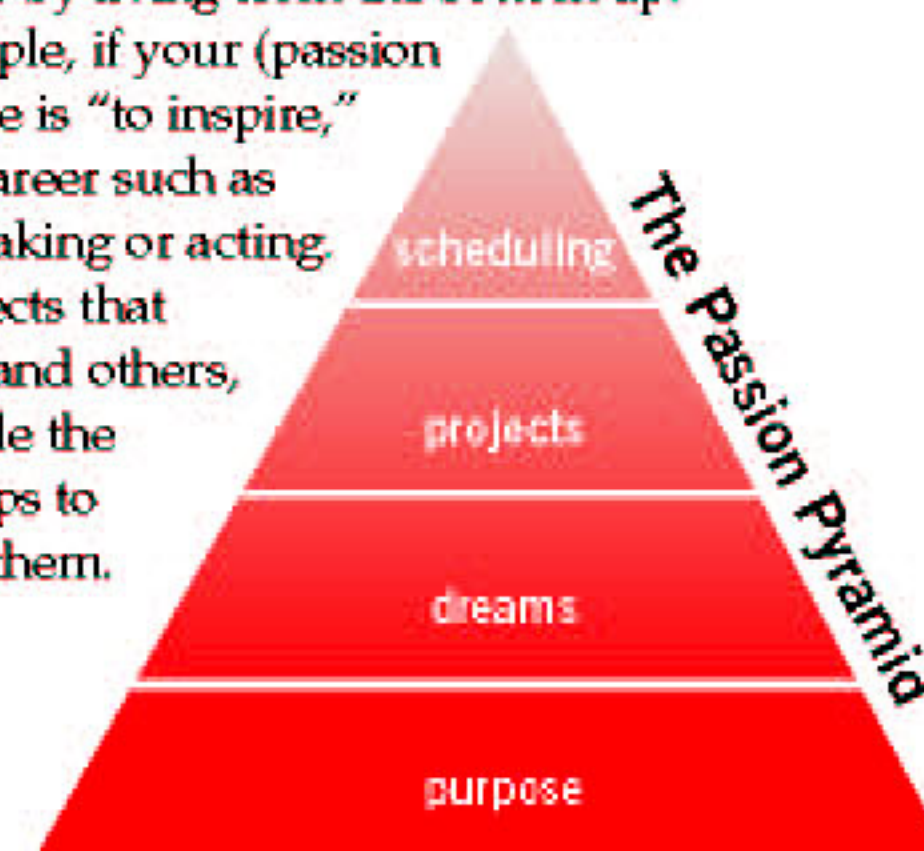 ple, if your (passion
e is “to inspire,”
areer such as
aking or acting.
ects that
and others,
le the
ps to
them.
scheduling
projects
dreams
purpose
The Passion Pyramid